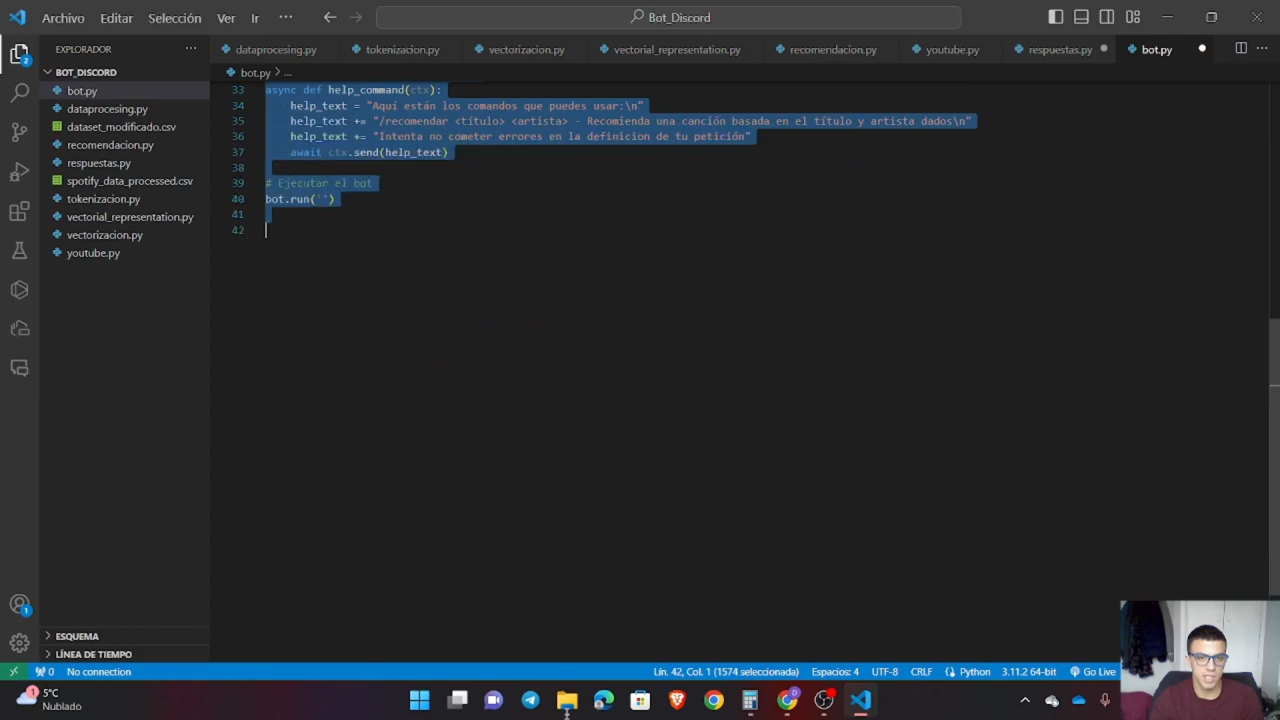 Archivo Editar Selección Ver Ir ··· Bot_Discord
EXPLORADOR ···
dataprocesing.py tokenizacion.py vectorizacion.py vectorial_representation.py recomendacion.py youtube.py respuestas.py bot.py
BOT_DISCORD
bot.py > ...
bot.py
dataprocesing.py
dataset_modificado.csv
recomendacion.py
respuestas.py
spotify_data_processed.csv
tokenizacion.py
vectorial_representation.py
vectorizacion.py
youtube.py
33 async def help_command(ctx):
34 help_text = "Aquí están los comandos que puedes usar:\n"
35 help_text += "/recomendar <título> <artista> - Recomienda una canción basada en el título y artista dados\n"
36 help_text += "Intenta no cometer errores en la definicion de tu petición"
37 await ctx.send(help_text)
38
39 # Ejecutar el bot
40 bot.run('')
41
42
2
1
ESQUEMA
LÍNEA DE TIEMPO
0 No connection Lín. 42, Col. 1 (1574 seleccionada) Espacios: 4 UTF-8 CRLF Python 3.11.2 64-bit Go Live
1 5°C
Nublado